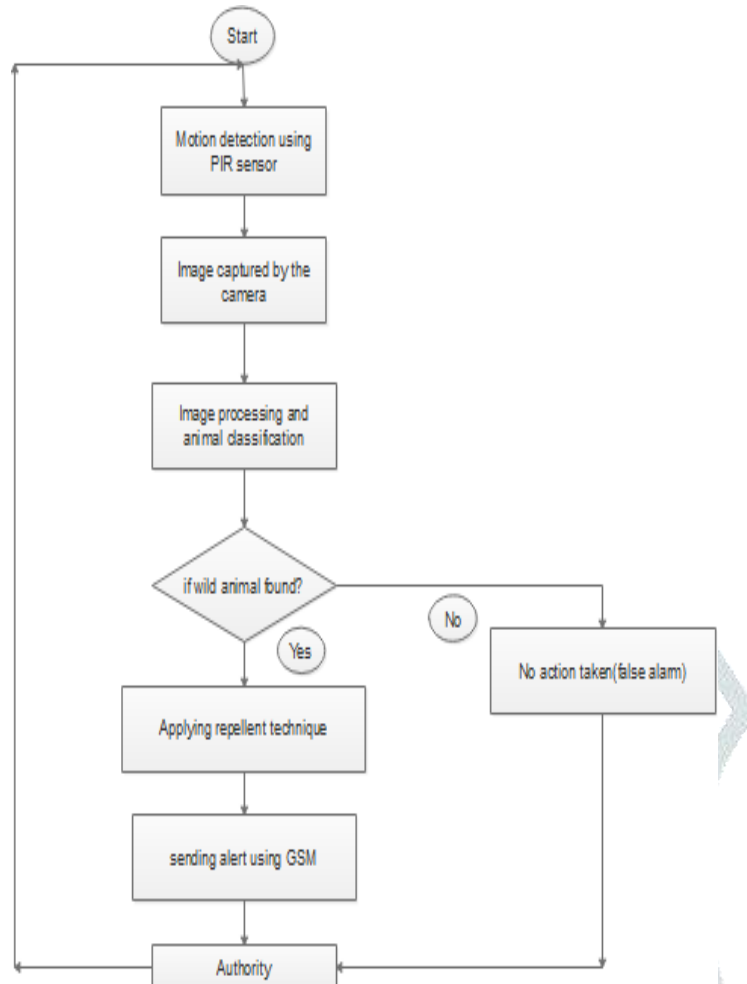 Start
Motion detection using
PIR sensor
Image captured by the
camera
Image processing and
animal classification
if wild animal found?
No
Yes
No action taken(false alarm)
Applying repellent technique
sending alert using GSM
Authority